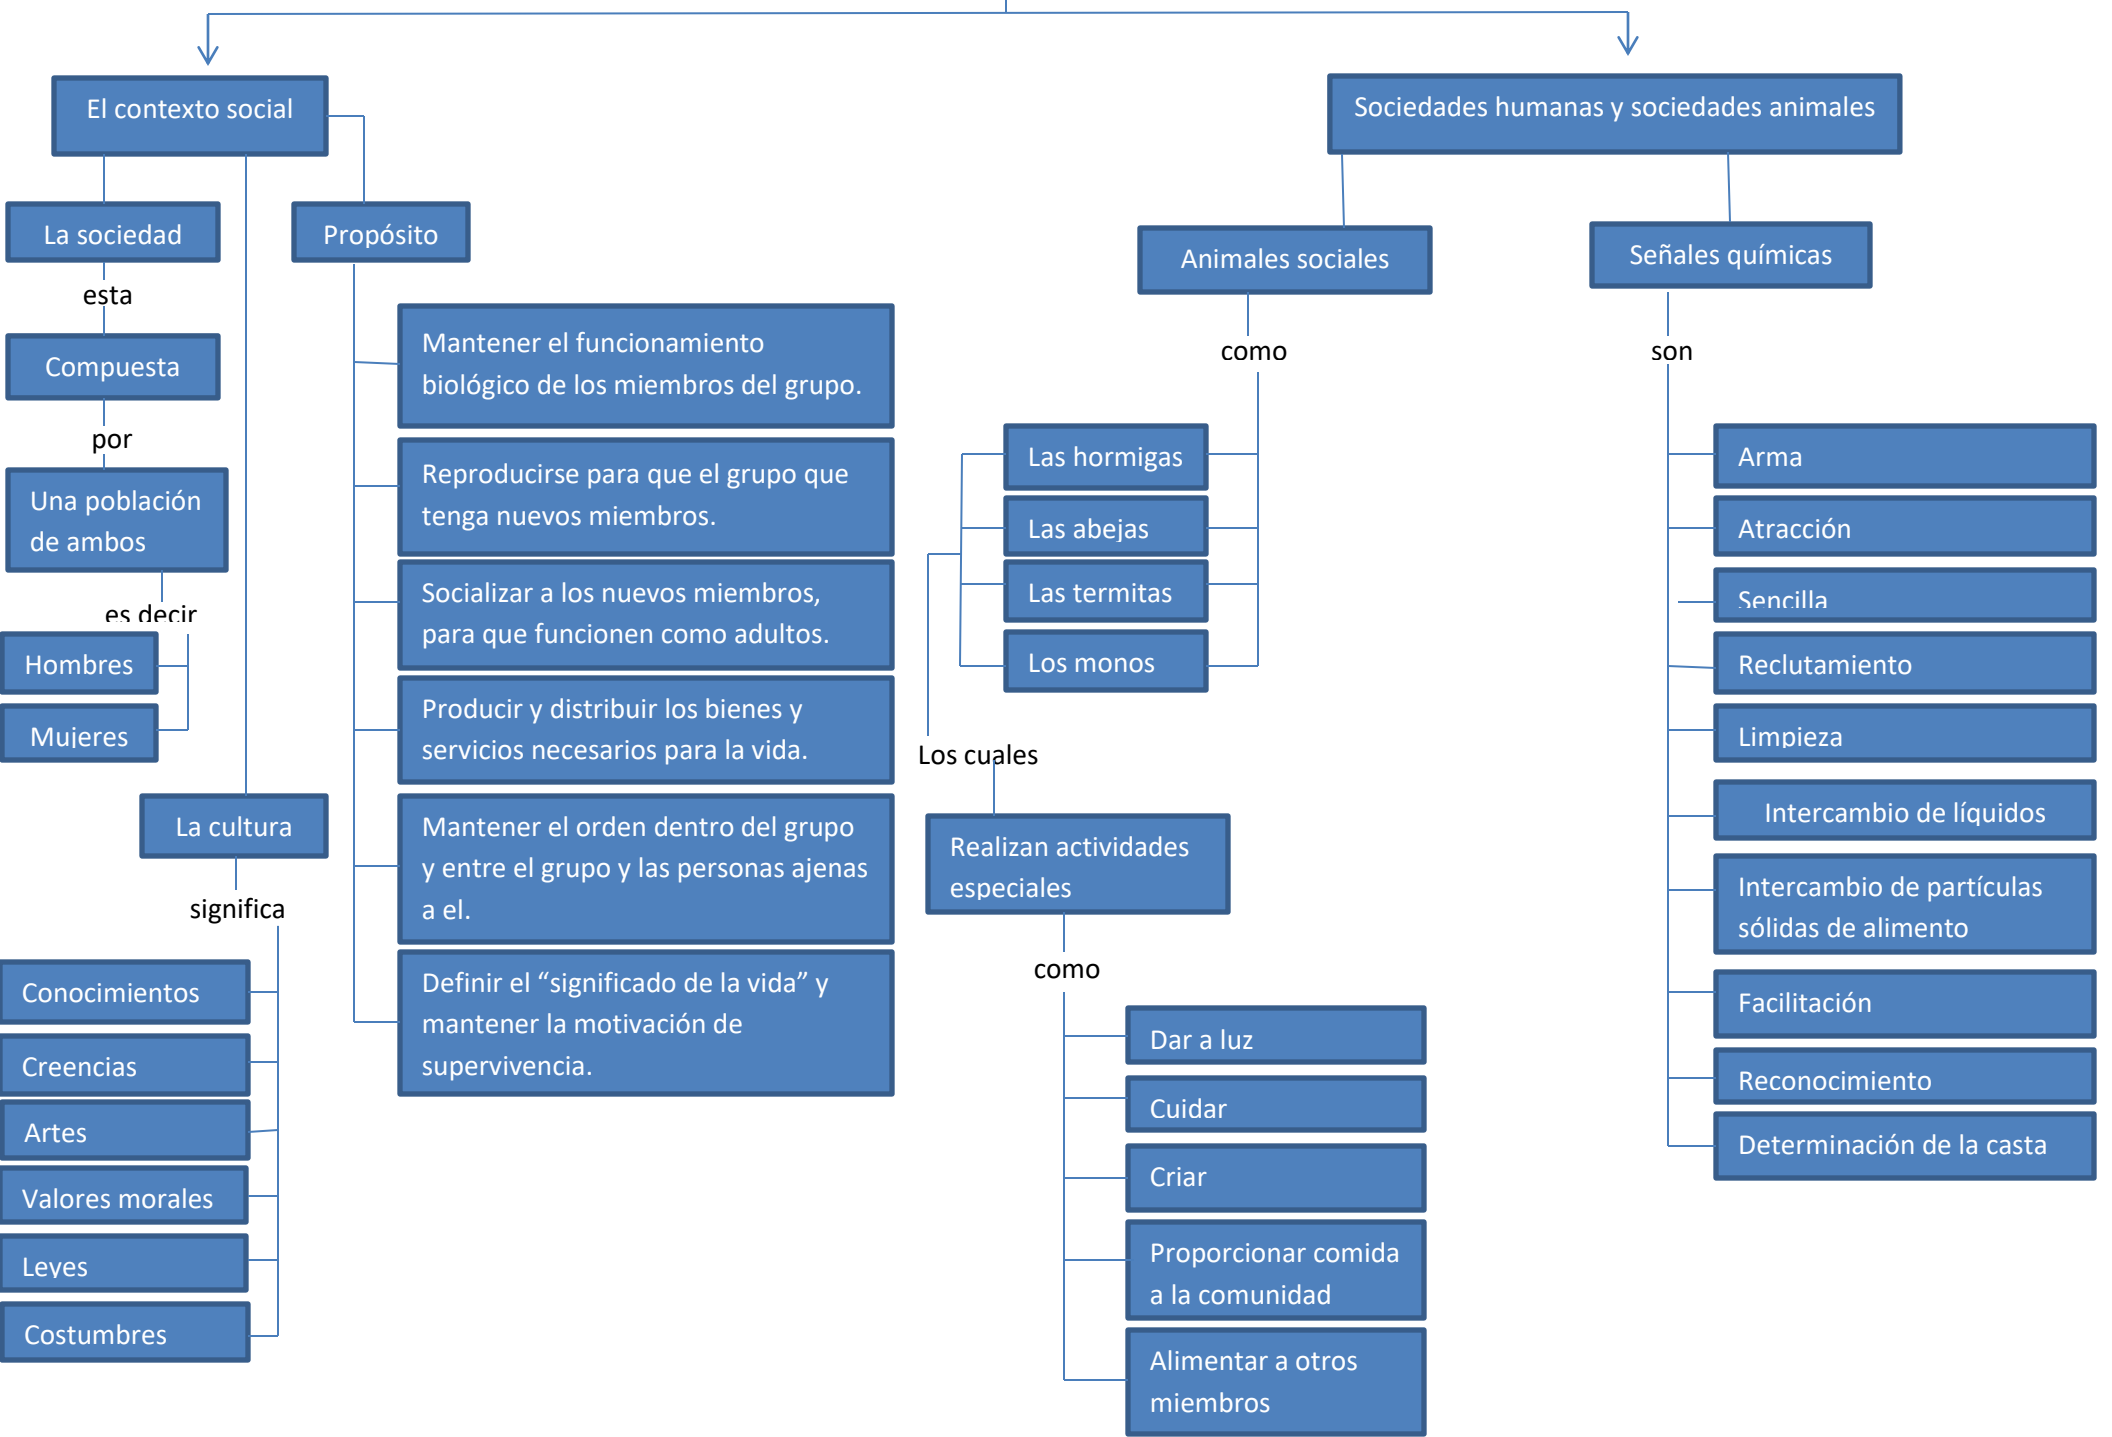 El contexto social
La sociedad
esta
Compuesta
por
Una población
de ambos
es decir
Hombres
Mujeres
La cultura
significa
Conocimientos
Creencias
Artes
Valores morales
Leyes
Costumbres
Propósito
Mantener el funcionamiento
biológico de los miembros del grupo.
Reproducirse para que el grupo que
tenga nuevos miembros.
Socializar a los nuevos miembros,
para que funcionen como adultos.
Producir y distribuir los bienes y
servicios necesarios para la vida.
Mantener el orden dentro del grupo
y entre el grupo y las personas ajenas
a el.
Definir el “significado de la vida” y
mantener la motivación de
supervivencia.
Sociedades humanas y sociedades animales
Animales sociales
como
Las hormigas
Las abejas
Las termitas
Los monos
Los cuales
Realizan actividades
especiales
como
Dar a luz
Cuidar
Criar
Proporcionar comida
a la comunidad
Alimentar a otros
miembros
Señales químicas
son
Arma
Atracción
Sencilla
Reclutamiento
Limpieza
Intercambio de líquidos
Intercambio de partículas
sólidas de alimento
Facilitación
Reconocimiento
Determinación de la casta